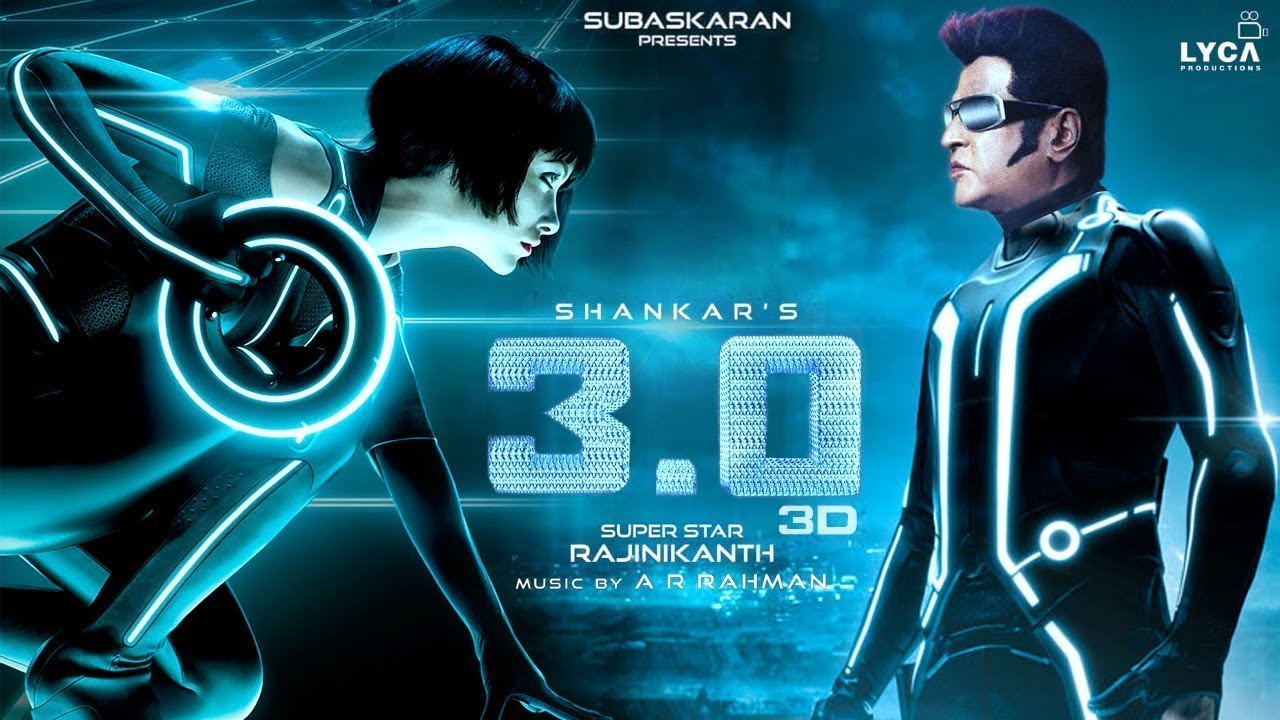 SUBASKARAN
PRESENTS
LYCA
PRODUCTIONS
SHANKAR'S
3.0
3D
SUPER STAR
RAJINIKANTH
MUSIC BY A R RAHMAN